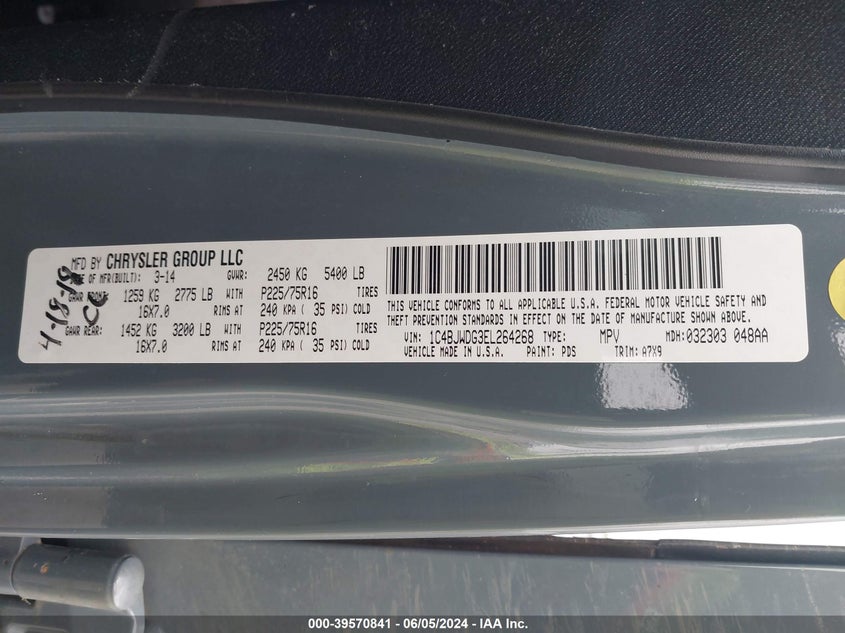 MFD BY CHRYSLER GROUP LLC
DATE OF MFR(BUILT): 3-14 GVWR: 2450 KG 5400 LB
GAWR FRONT: 1259 KG 2775 LB WITH P225/75R16 TIRES
16X7.0 RIMS AT 240 KPA ( 35 PSI) COLD
GAWR REAR: 1452 KG 3200 LB WITH P225/75R16 TIRES
16X7.0 RIMS AT 240 KPA ( 35 PSI) COLD
4-18-18
THIS VEHICLE CONFORMS TO ALL APPLICABLE U.S.A. FEDERAL MOTOR VEHICLE SAFETY AND
THEFT PREVENTION STANDARDS IN EFFECT ON THE DATE OF MANUFACTURE SHOWN ABOVE.
VIN: 1C4BJWDG3EL264268 TYPE: MPV MDH: 032303 048AA
VEHICLE MADE IN U.S.A. PAINT: PDS TRIM: A7X9
000-39570841 - 06/05/2024 - IAA Inc.